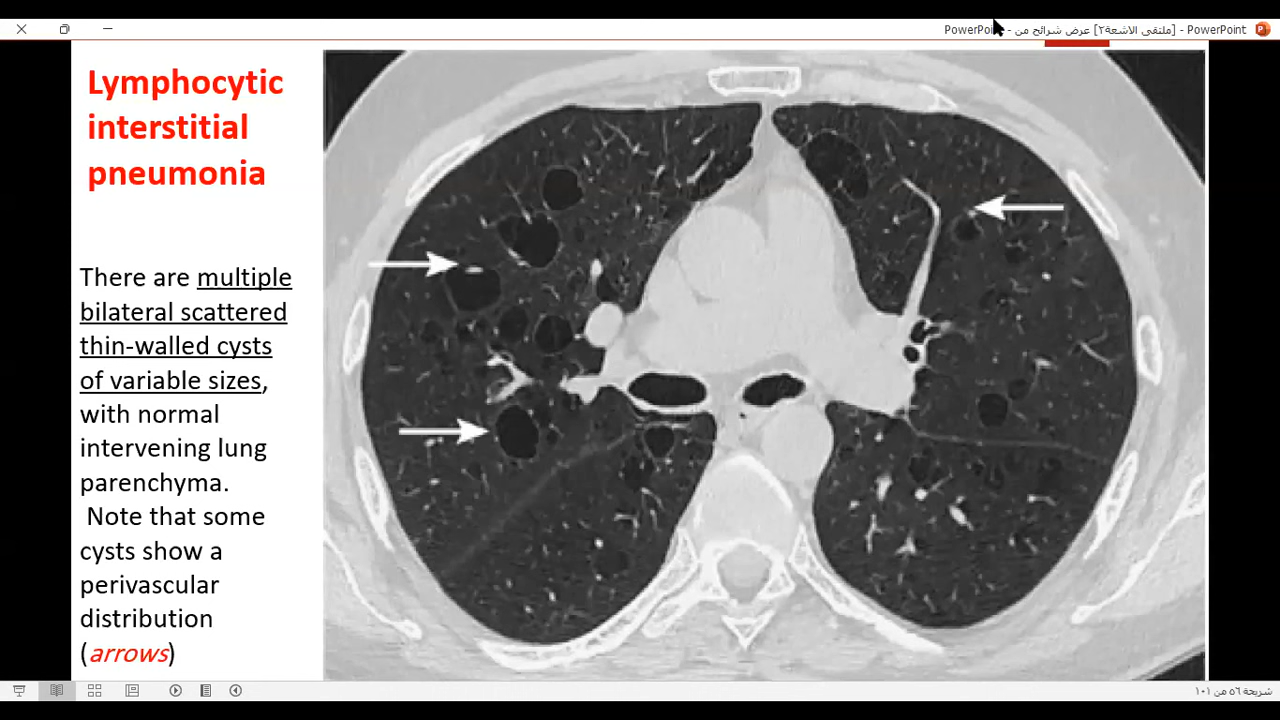 PowerPoint - [ملتقى الاشعة٢] عرض شرائح من - PowerPoint
Lymphocytic
interstitial
pneumonia
There are multiple
bilateral scattered
thin-walled cysts
of variable sizes,
with normal
intervening lung
parenchyma.
Note that some
cysts show a
perivascular
distribution
(arrows)
شريحة ٥٦ من ١٠١